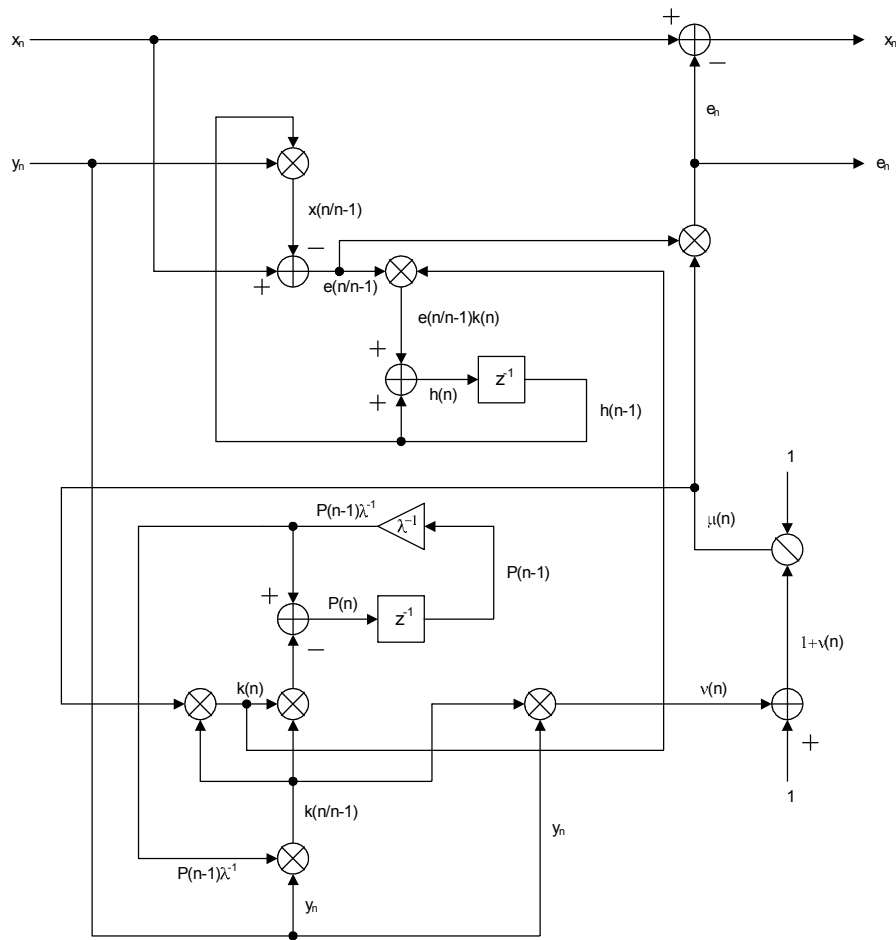 +
xₙ
xₙ
−
eₙ
yₙ
eₙ
x(n/n-1)
−
+
e(n/n-1)
e(n/n-1)k(n)
+
+
h(n)
z⁻¹
h(n-1)
1
P(n-1)λ⁻¹
λ⁻¹
μ(n)
P(n-1)
+
P(n)
z⁻¹
−
1+ν(n)
k(n)
ν(n)
+
k(n/n-1)
1
yₙ
P(n-1)λ⁻¹
yₙ